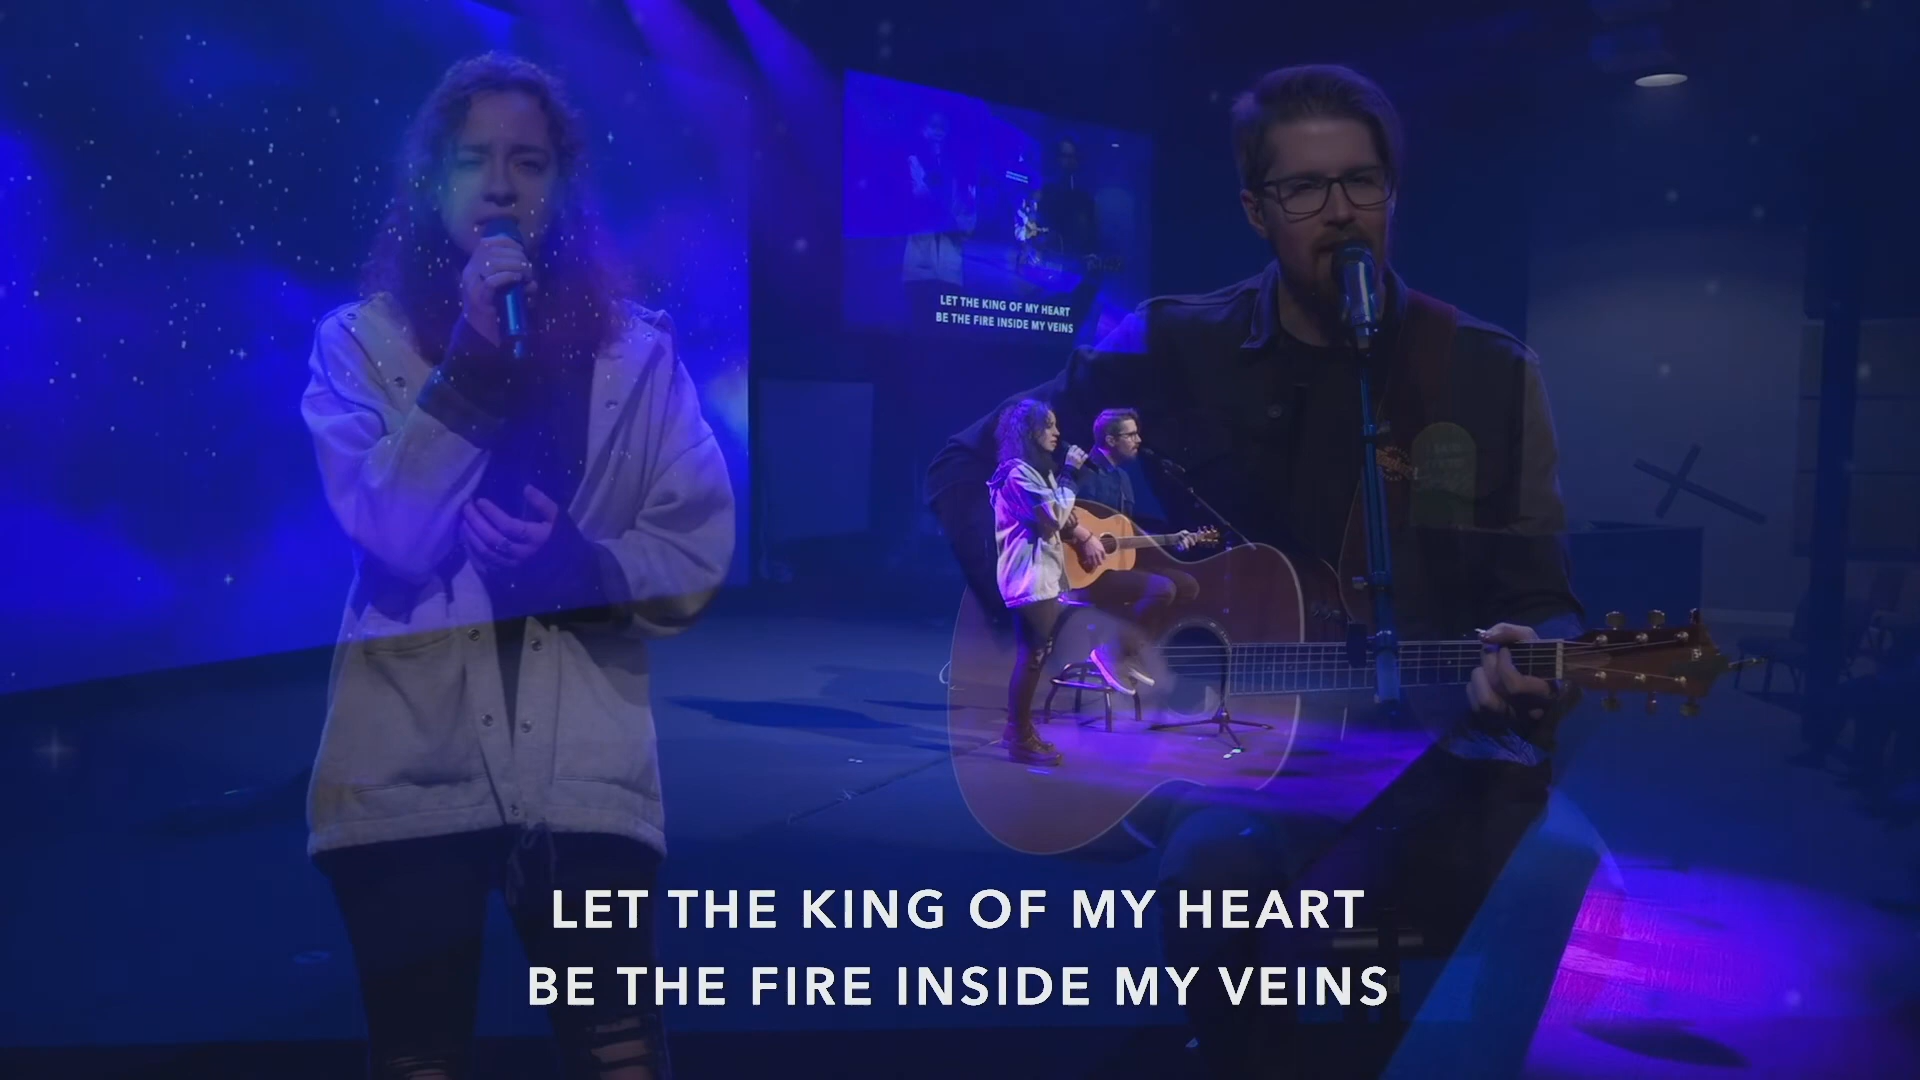 LET THE KING OF MY HEART
BE THE FIRE INSIDE MY VEINS
LET THE KING OF MY HEART
BE THE FIRE INSIDE MY VEINS